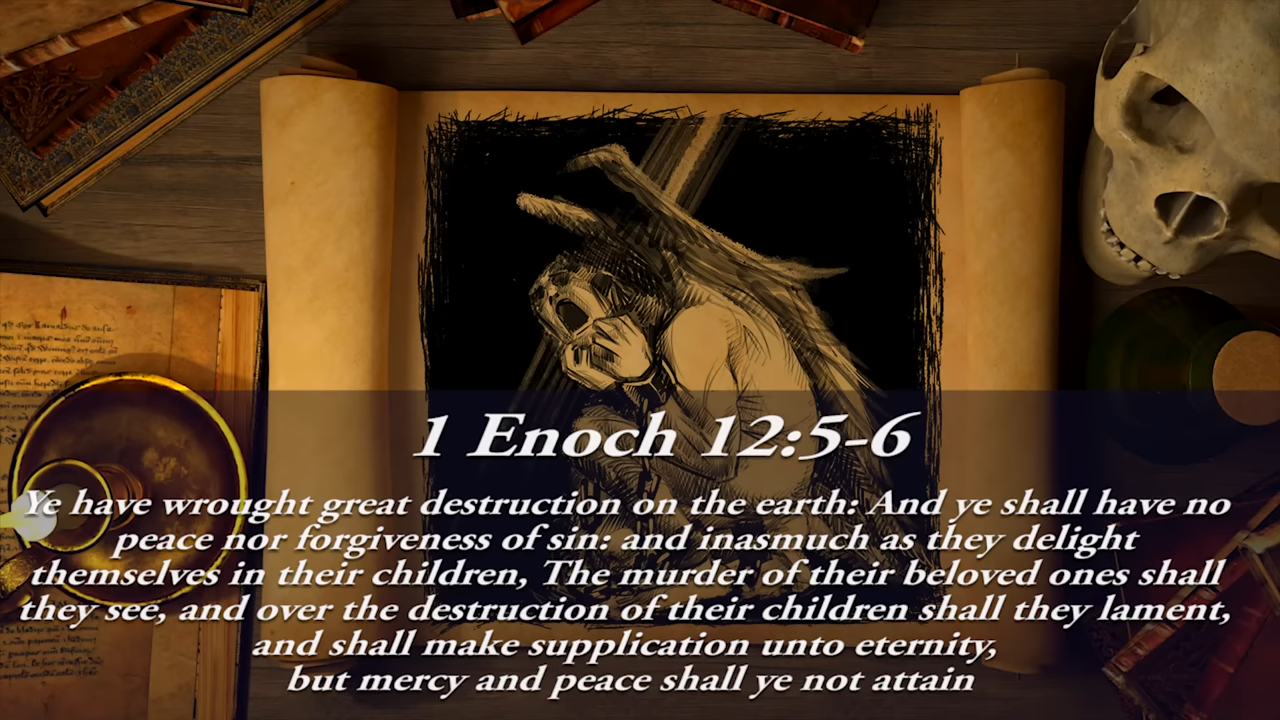 1 Enoch 12:5-6
Ye have wrought great destruction on the earth: And ye shall have no
peace nor forgiveness of sin: and inasmuch as they delight
themselves in their children, The murder of their beloved ones shall
they see, and over the destruction of their children shall they lament,
and shall make supplication unto eternity,
but mercy and peace shall ye not attain